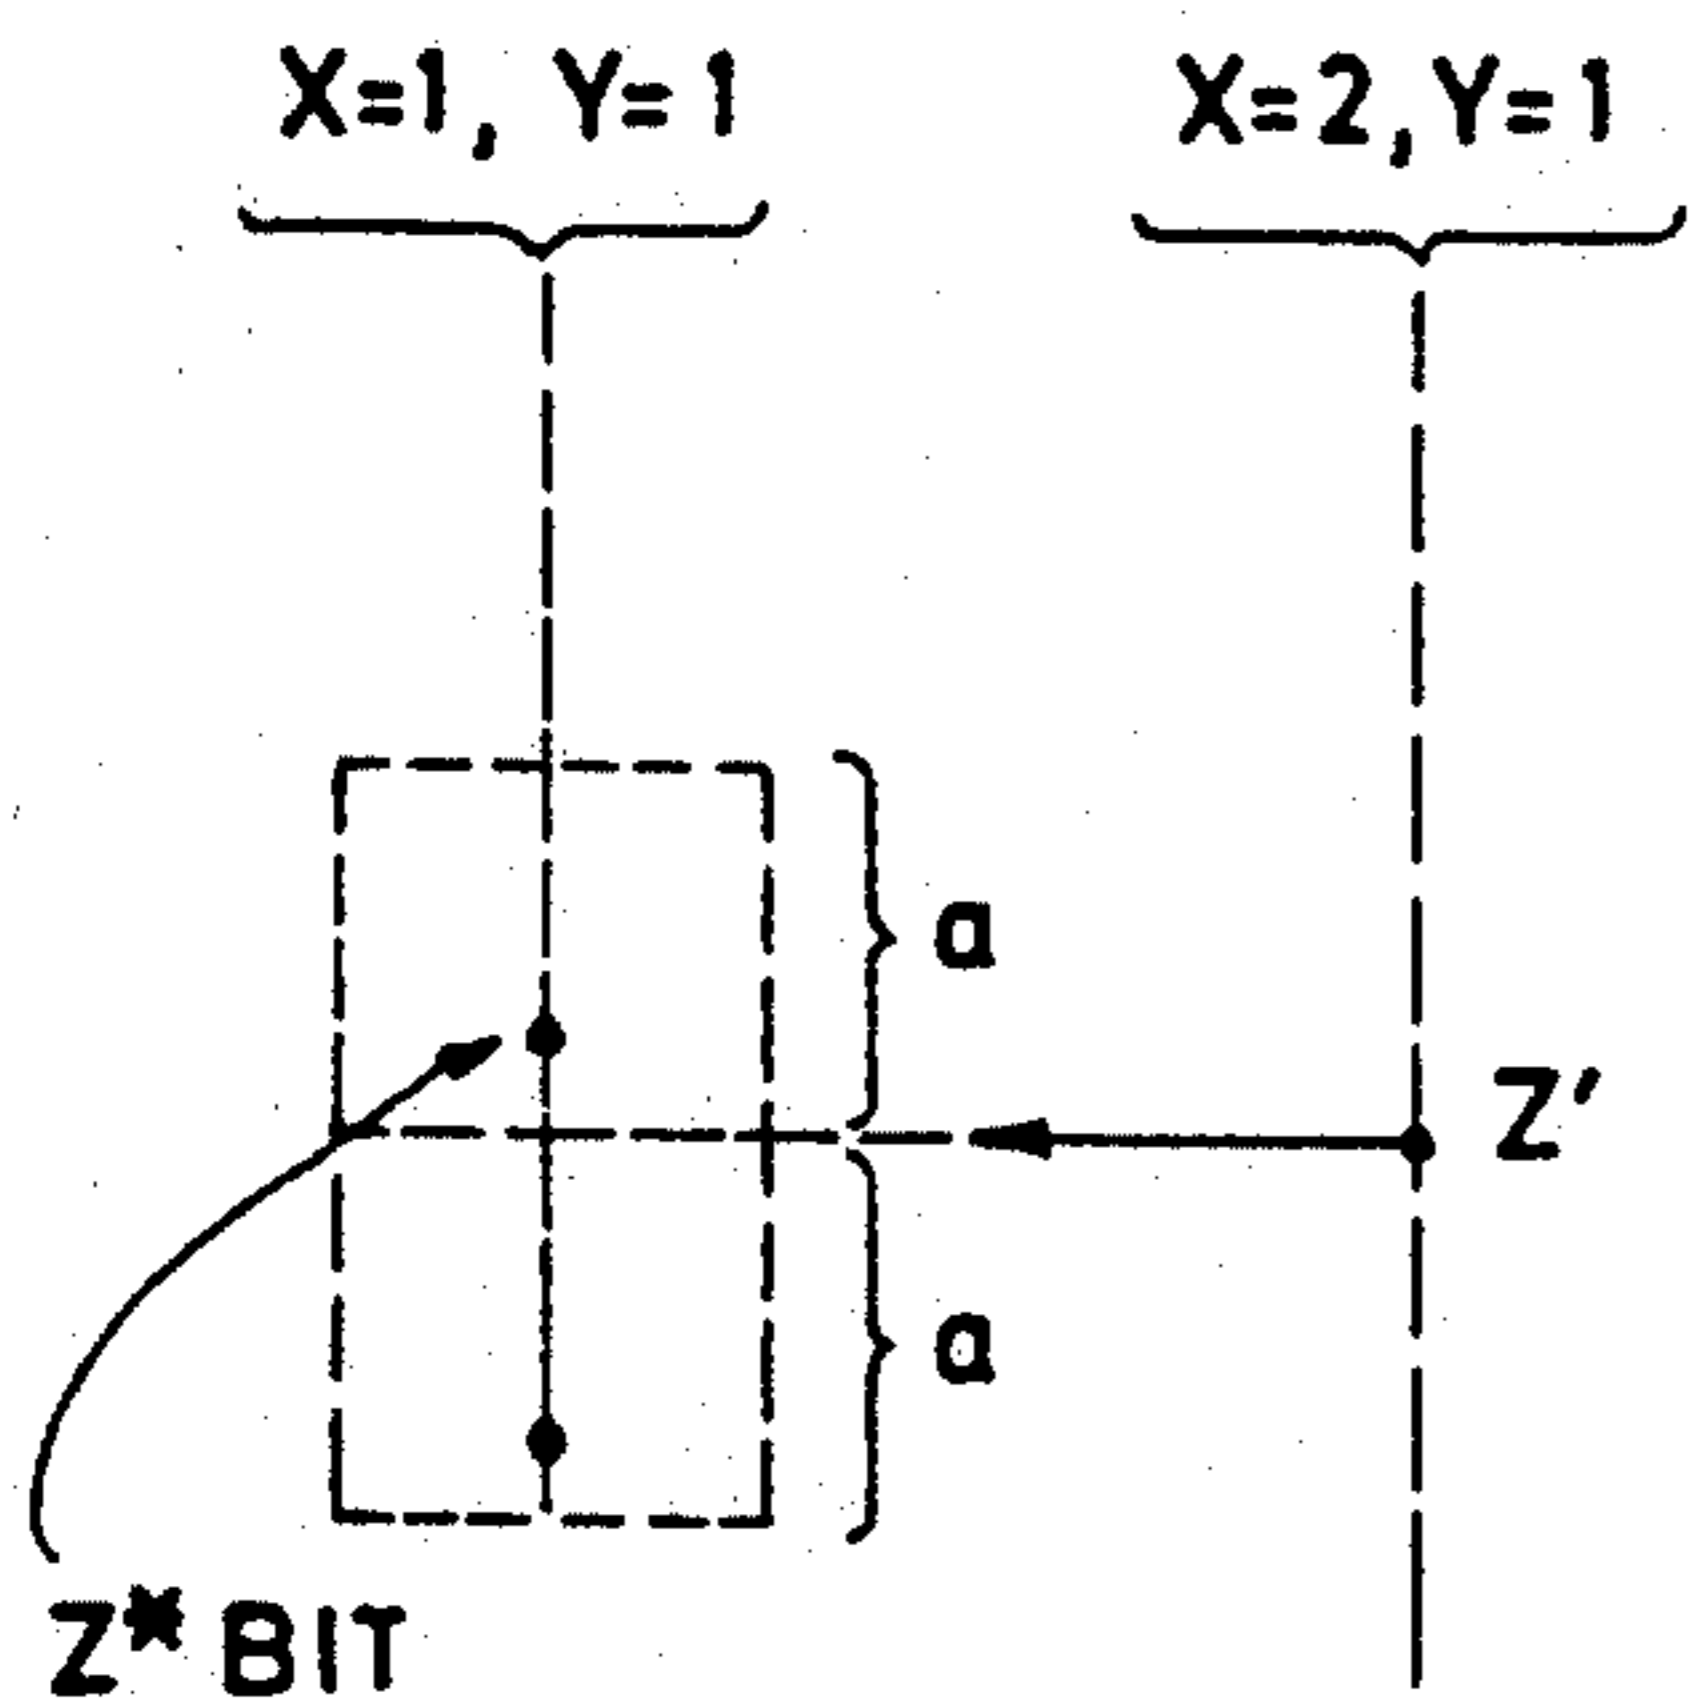 X=1, Y=1
X=2, Y=1
a
Z'
a
Z* BIT